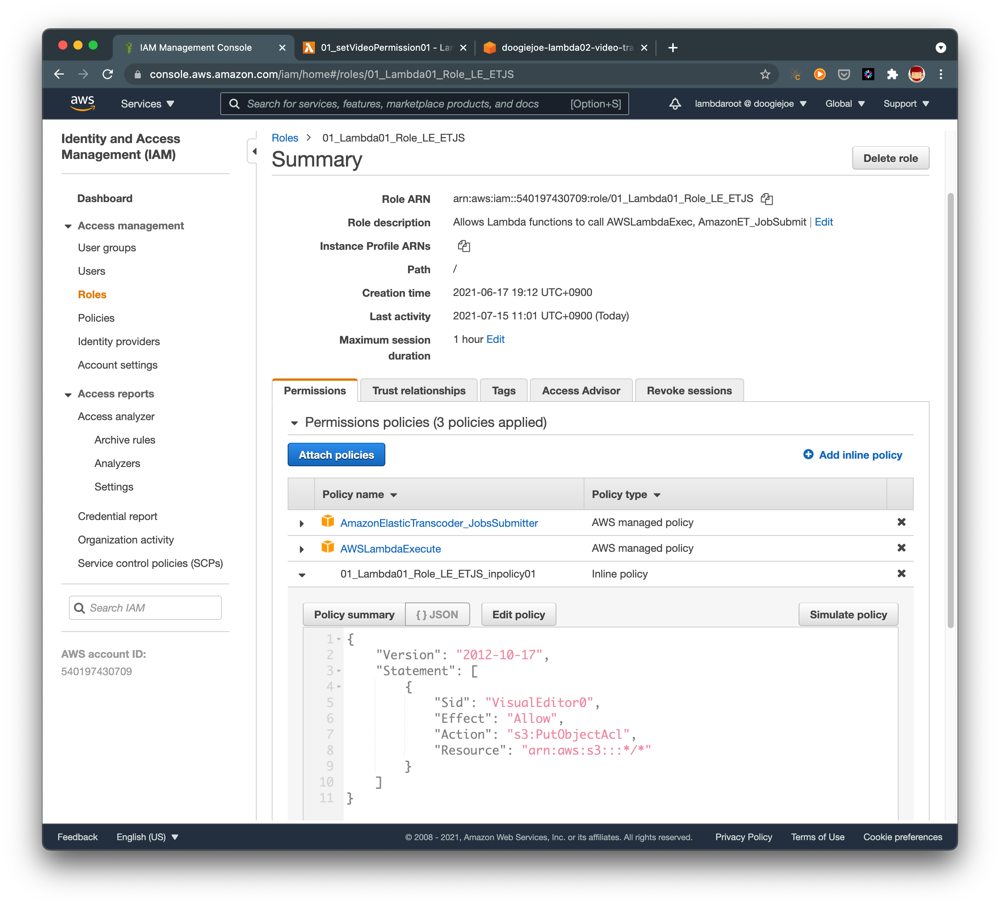 IAM Management Console
01_setVideoPermission01 - La
doogiejoe-lambda02-video-tra
console.aws.amazon.com/iam/home#/roles/01_Lambda01_Role_LE_ETJS
aws
Services
Search for services, features, marketplace products, and docs
[Option+S]
lambdaroot @ doogiejoe
Global
Support
Identity and Access
Management (IAM)
Dashboard
Access management
User groups
Users
Roles
Policies
Identity providers
Account settings
Access reports
Access analyzer
Archive rules
Analyzers
Settings
Credential report
Organization activity
Service control policies (SCPs)
Search IAM
AWS account ID:
540197430709
Roles > 01_Lambda01_Role_LE_ETJS
Summary
Delete role
Role ARN arn:aws:iam::540197430709:role/01_Lambda01_Role_LE_ETJS
Role description Allows Lambda functions to call AWSLambdaExec, AmazonET_JobSubmit | Edit
Instance Profile ARNs
Path /
Creation time 2021-06-17 19:12 UTC+0900
Last activity 2021-07-15 11:01 UTC+0900 (Today)
Maximum session 1 hour Edit
duration
Permissions
Trust relationships
Tags
Access Advisor
Revoke sessions
Permissions policies (3 policies applied)
Attach policies
Add inline policy
Policy name
Policy type
AmazonElasticTranscoder_JobsSubmitter AWS managed policy
AWSLambdaExecute AWS managed policy
01_Lambda01_Role_LE_ETJS_inpolicy01 Inline policy
Policy summary
{ } JSON
Edit policy
Simulate policy
1 {
2 "Version": "2012-10-17",
3 "Statement": [
4 {
5 "Sid": "VisualEditor0",
6 "Effect": "Allow",
7 "Action": "s3:PutObjectAcl",
8 "Resource": "arn:aws:s3:::*/*"
9 }
10 ]
11 }
Feedback
English (US)
© 2008 - 2021, Amazon Web Services, Inc. or its affiliates. All rights reserved.
Privacy Policy
Terms of Use
Cookie preferences